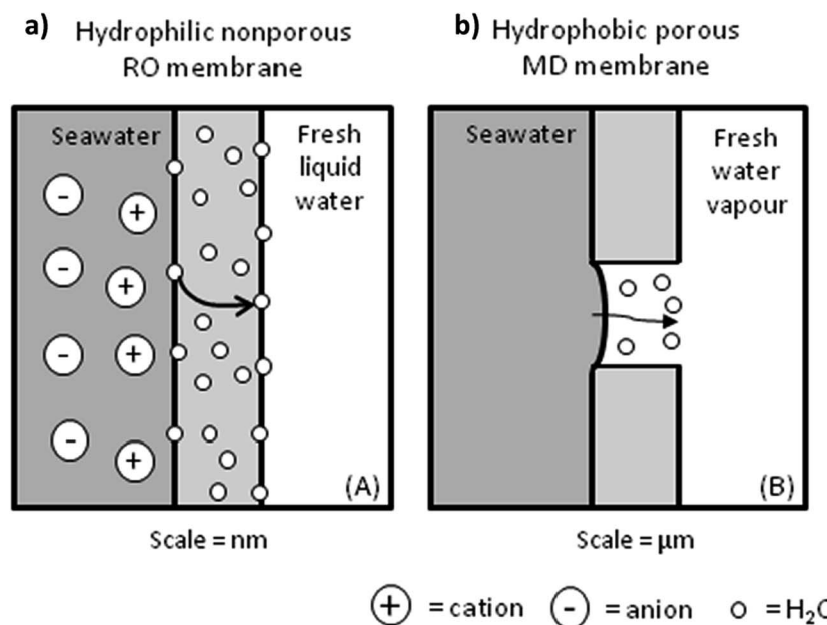 a) Hydrophilic nonporous
RO membrane
Seawater
Fresh
liquid
water
- +
- +
- +
- +
(A)
Scale = nm
b) Hydrophobic porous
MD membrane
Seawater
Fresh
water
vapour
(B)
Scale = µm
+ = cation - = anion = H₂O